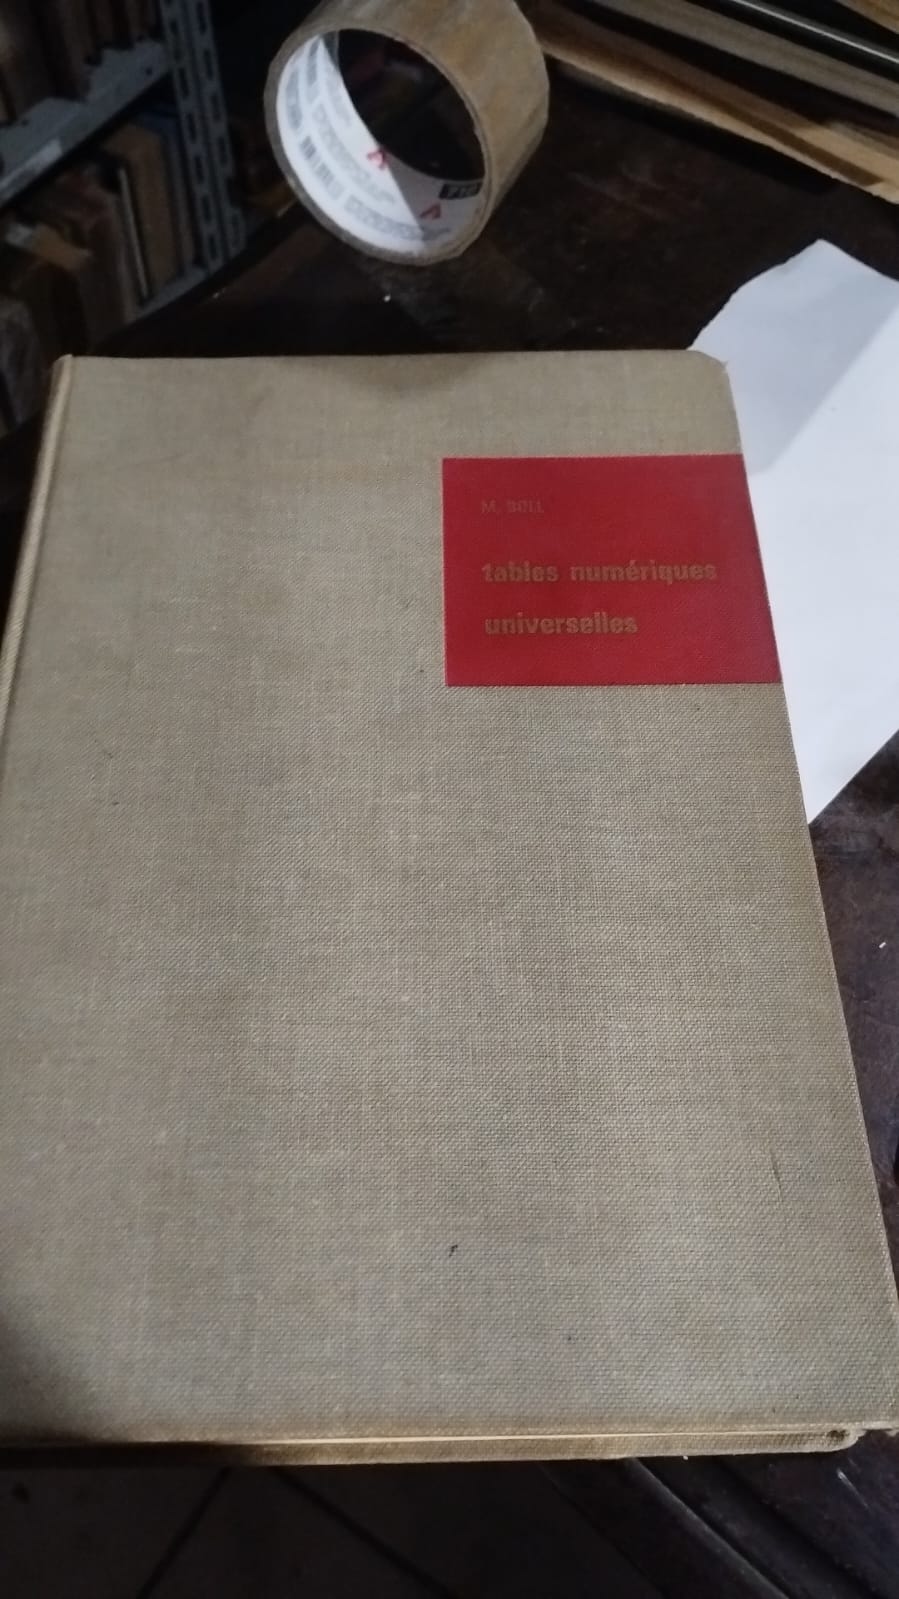 M. BOLL
tables numériques
universelles